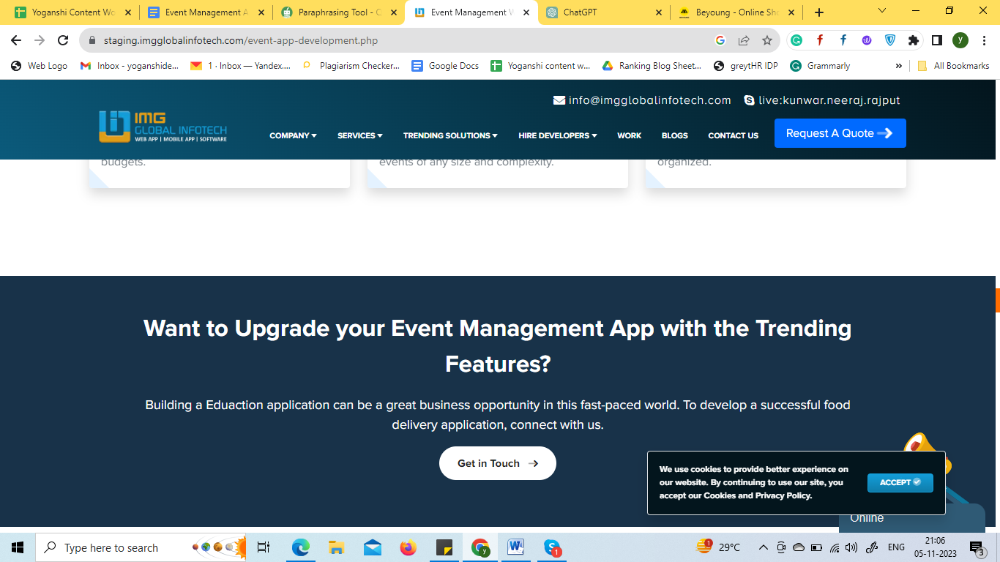 Yoganshi Content Wo
Event Management A
Paraphrasing Tool - Q
Event Management W
ChatGPT
Beyoung - Online Sho
staging.imgglobalinfotech.com/event-app-development.php
y
Web Logo
Inbox - yoganshide...
1 · Inbox — Yandex....
Plagiarism Checker...
Google Docs
Yoganshi content w...
Ranking Blog Sheet...
greytHR IDP
Grammarly
»
All Bookmarks
info@imgglobalinfotech.com
live:kunwar.neeraj.rajput
IMG
GLOBAL INFOTECH
WEB APP | MOBILE APP | SOFTWARE
COMPANY
SERVICES
TRENDING SOLUTIONS
HIRE DEVELOPERS
WORK
BLOGS
CONTACT US
Request A Quote
budgets.
events of any size and complexity.
organized.
Want to Upgrade your Event Management App with the Trending
Features?
Building a Eduaction application can be a great business opportunity in this fast-paced world. To develop a successful food
delivery application, connect with us.
Get in Touch
We use cookies to provide better experience on
our website. By continuing to use our site, you
accept our Cookies and Privacy Policy.
ACCEPT
Online
Type here to search
1
1
29°C
ENG
21:06
05-11-2023
3